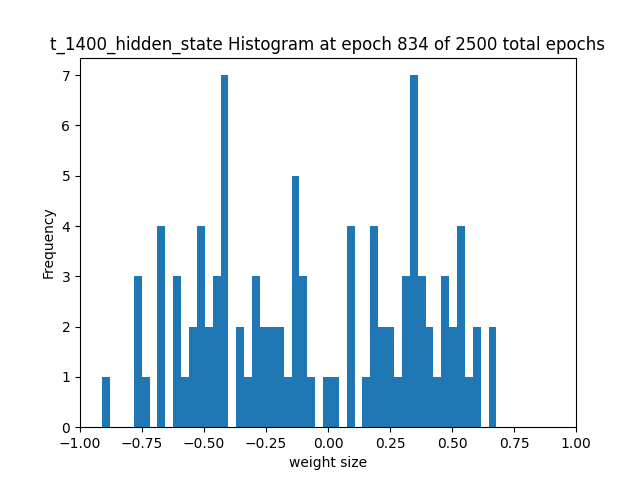 t_1400_hidden_state Histogram at epoch 834 of 2500 total epochs
7
6
5
4
3
2
1
0
Frequency
−1.00 −0.75 −0.50 −0.25 0.00 0.25 0.50 0.75 1.00
weight size